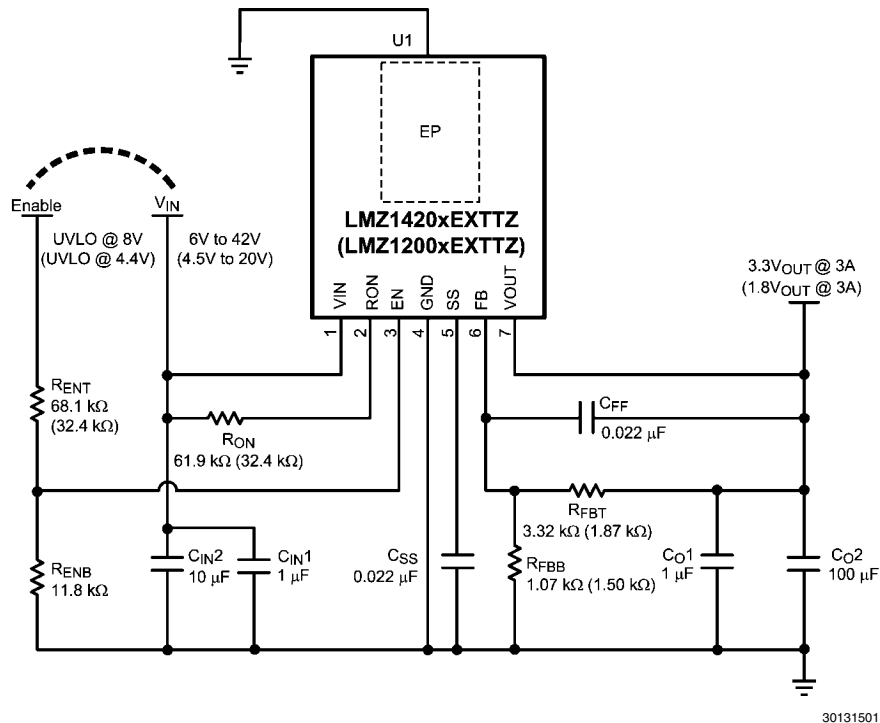 U1
EP
LMZ1420xEXTTZ
(LMZ1200xEXTTZ)
Enable
VIN
UVLO @ 8V
(UVLO @ 4.4V)
6V to 42V
(4.5V to 20V)
3.3VOUT @ 3A
(1.8VOUT @ 3A)
VIN
RON
EN
GND
SS
FB
VOUT
1
2
3
4
5
6
7
RENT
68.1 kΩ
(32.4 kΩ)
RON
61.9 kΩ (32.4 kΩ)
CFF
0.022 μF
RFBT
3.32 kΩ (1.87 kΩ)
RENB
11.8 kΩ
CIN2
10 μF
CIN1
1 μF
CSS
0.022 μF
RFBB
1.07 kΩ (1.50 kΩ)
CO1
1 μF
CO2
100 μF
30131501